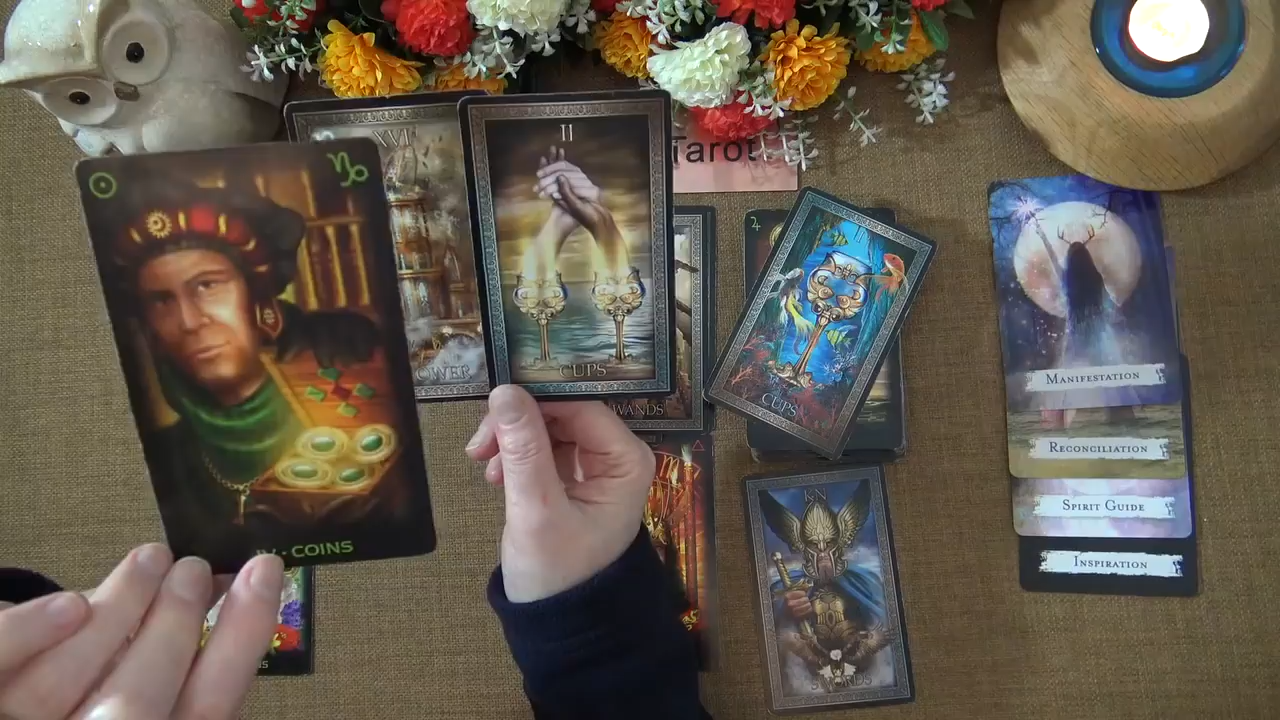 XVI
OWER
II
CUPS
Tarot
WANDS
CUPS
IV · COINS
KN
SWORDS
MANIFESTATION
RECONCILIATION
SPIRIT GUIDE
INSPIRATION